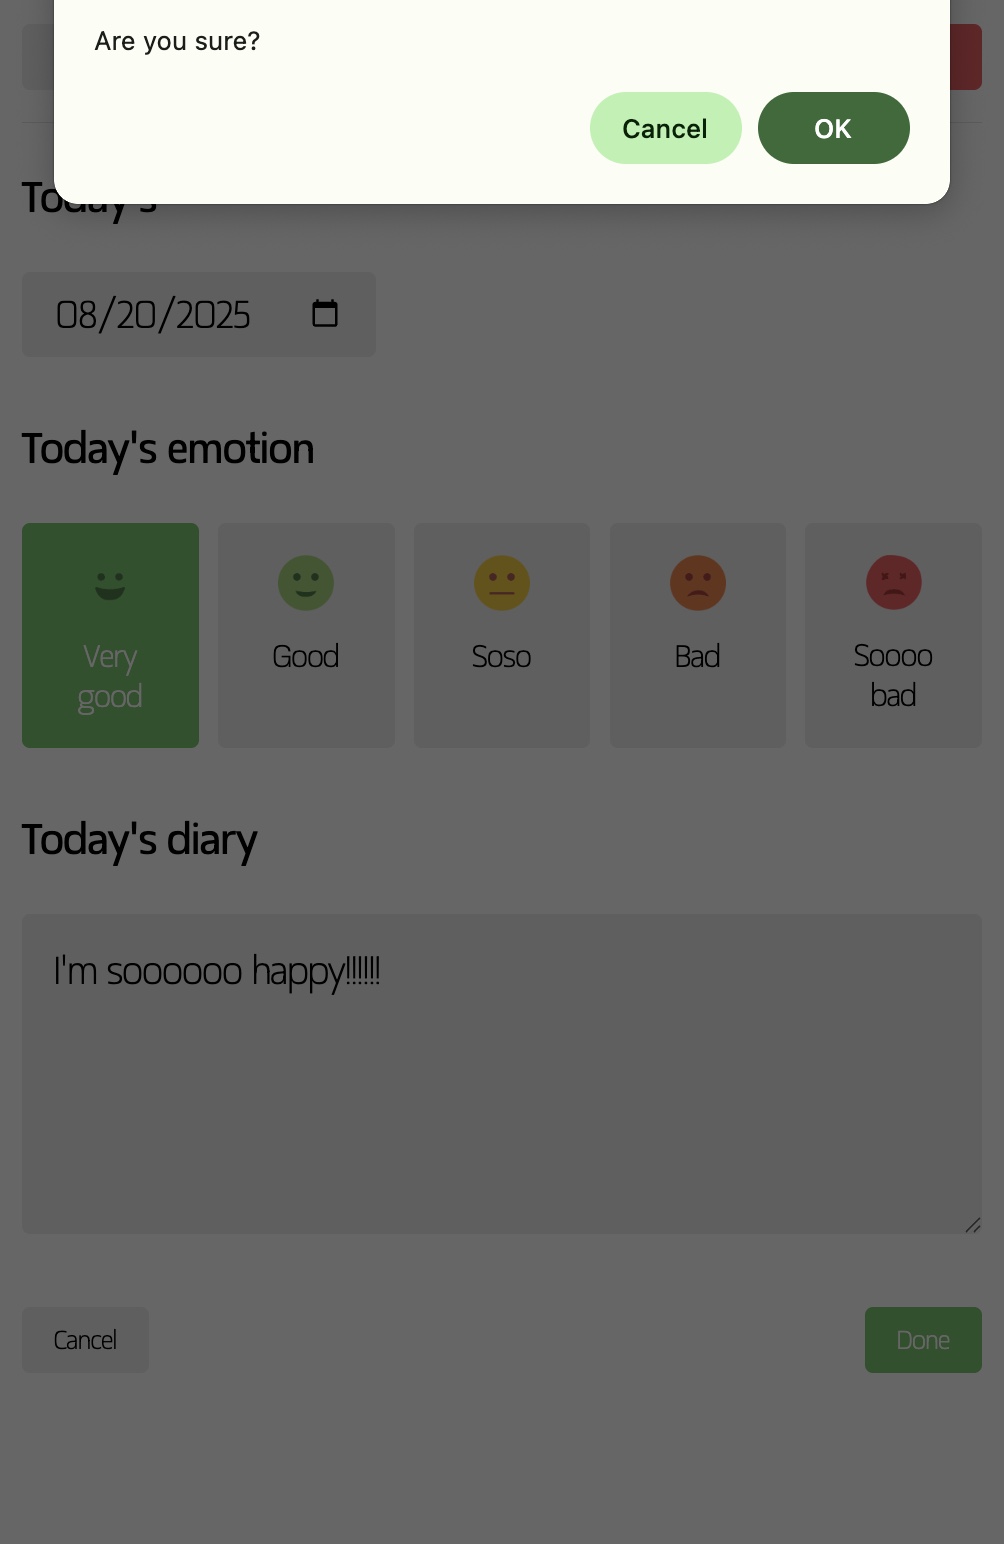 Are you sure?
Cancel OK
Today's
08/20/2025
Today's emotion
Very good
Good
Soso
Bad
Soooo bad
Today's diary
I'm soooooo happy!!!!!!
Cancel
Done